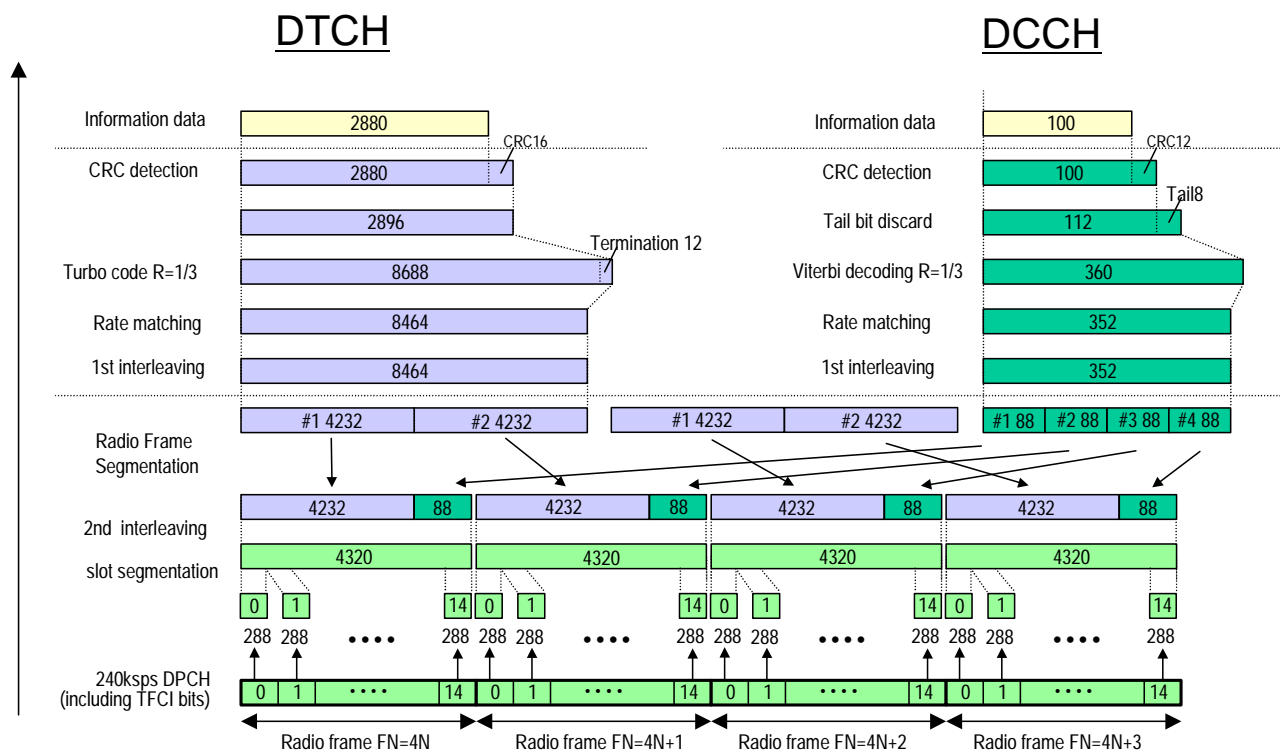 DTCH
DCCH
Information data
2880
Information data
100
CRC16
CRC12
CRC detection
2880
CRC detection
100
Tail8
2896
Tail bit discard
112
Termination 12
Turbo code R=1/3
8688
Viterbi decoding R=1/3
360
Rate matching
8464
Rate matching
352
1st interleaving
8464
1st interleaving
352
#1 4232 #2 4232 #1 4232 #2 4232 #1 88 #2 88 #3 88 #4 88
Radio Frame
Segmentation
4232 88 4232 88 4232 88 4232 88
2nd interleaving
4320 4320 4320 4320
slot segmentation
0 1 14 0 1 14 0 1 14 0 1 14
288 288 •••• 288 288 288 •••• 288 288 288 •••• 288 288 288 •••• 288
240ksps DPCH
(including TFCI bits)
0 1 •••• 14 0 1 •••• 14 0 1 •••• 14 0 1 •••• 14
Radio frame FN=4N Radio frame FN=4N+1 Radio frame FN=4N+2 Radio frame FN=4N+3